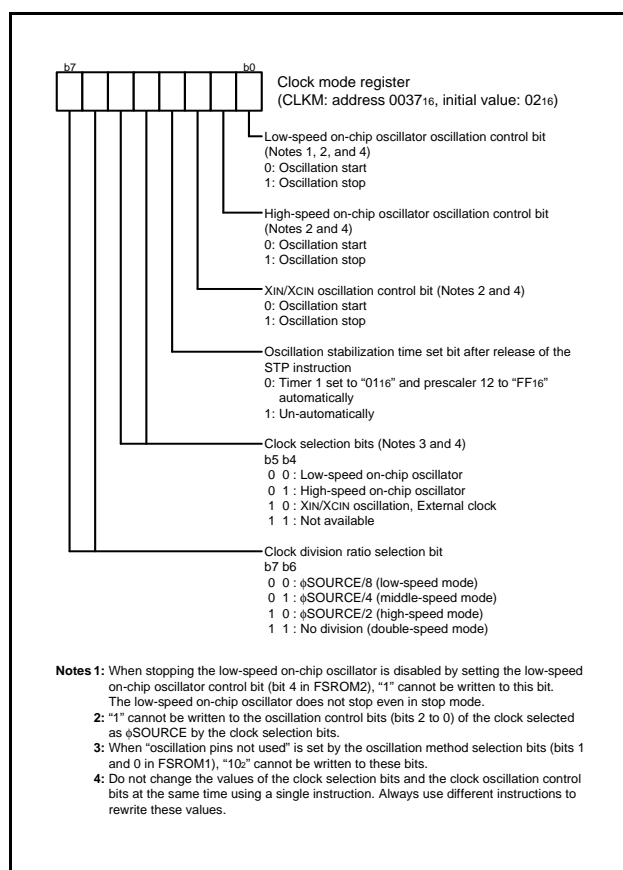 b7 b0
Clock mode register
(CLKM: address 003716, initial value: 0216)
Low-speed on-chip oscillator oscillation control bit
(Notes 1, 2, and 4)
0: Oscillation start
1: Oscillation stop
High-speed on-chip oscillator oscillation control bit
(Notes 2 and 4)
0: Oscillation start
1: Oscillation stop
XIN/XCIN oscillation control bit (Notes 2 and 4)
0: Oscillation start
1: Oscillation stop
Oscillation stabilization time set bit after release of the
STP instruction
0: Timer 1 set to “0116” and prescaler 12 to “FF16”
automatically
1: Un-automatically
Clock selection bits (Notes 3 and 4)
b5 b4
0 0 : Low-speed on-chip oscillator
0 1 : High-speed on-chip oscillator
1 0 : XIN/XCIN oscillation, External clock
1 1 : Not available
Clock division ratio selection bit
b7 b6
0 0 : ϕSOURCE/8 (low-speed mode)
0 1 : ϕSOURCE/4 (middle-speed mode)
1 0 : ϕSOURCE/2 (high-speed mode)
1 1 : No division (double-speed mode)
Notes 1: When stopping the low-speed on-chip oscillator is disabled by setting the low-speed
on-chip oscillator control bit (bit 4 in FSROM2), “1” cannot be written to this bit.
The low-speed on-chip oscillator does not stop even in stop mode.
2: “1” cannot be written to the oscillation control bits (bits 2 to 0) of the clock selected
as ϕSOURCE by the clock selection bits.
3: When “oscillation pins not used” is set by the oscillation method selection bits (bits 1
and 0 in FSROM1), “102” cannot be written to these bits.
4: Do not change the values of the clock selection bits and the clock oscillation control
bits at the same time using a single instruction. Always use different instructions to
rewrite these values.